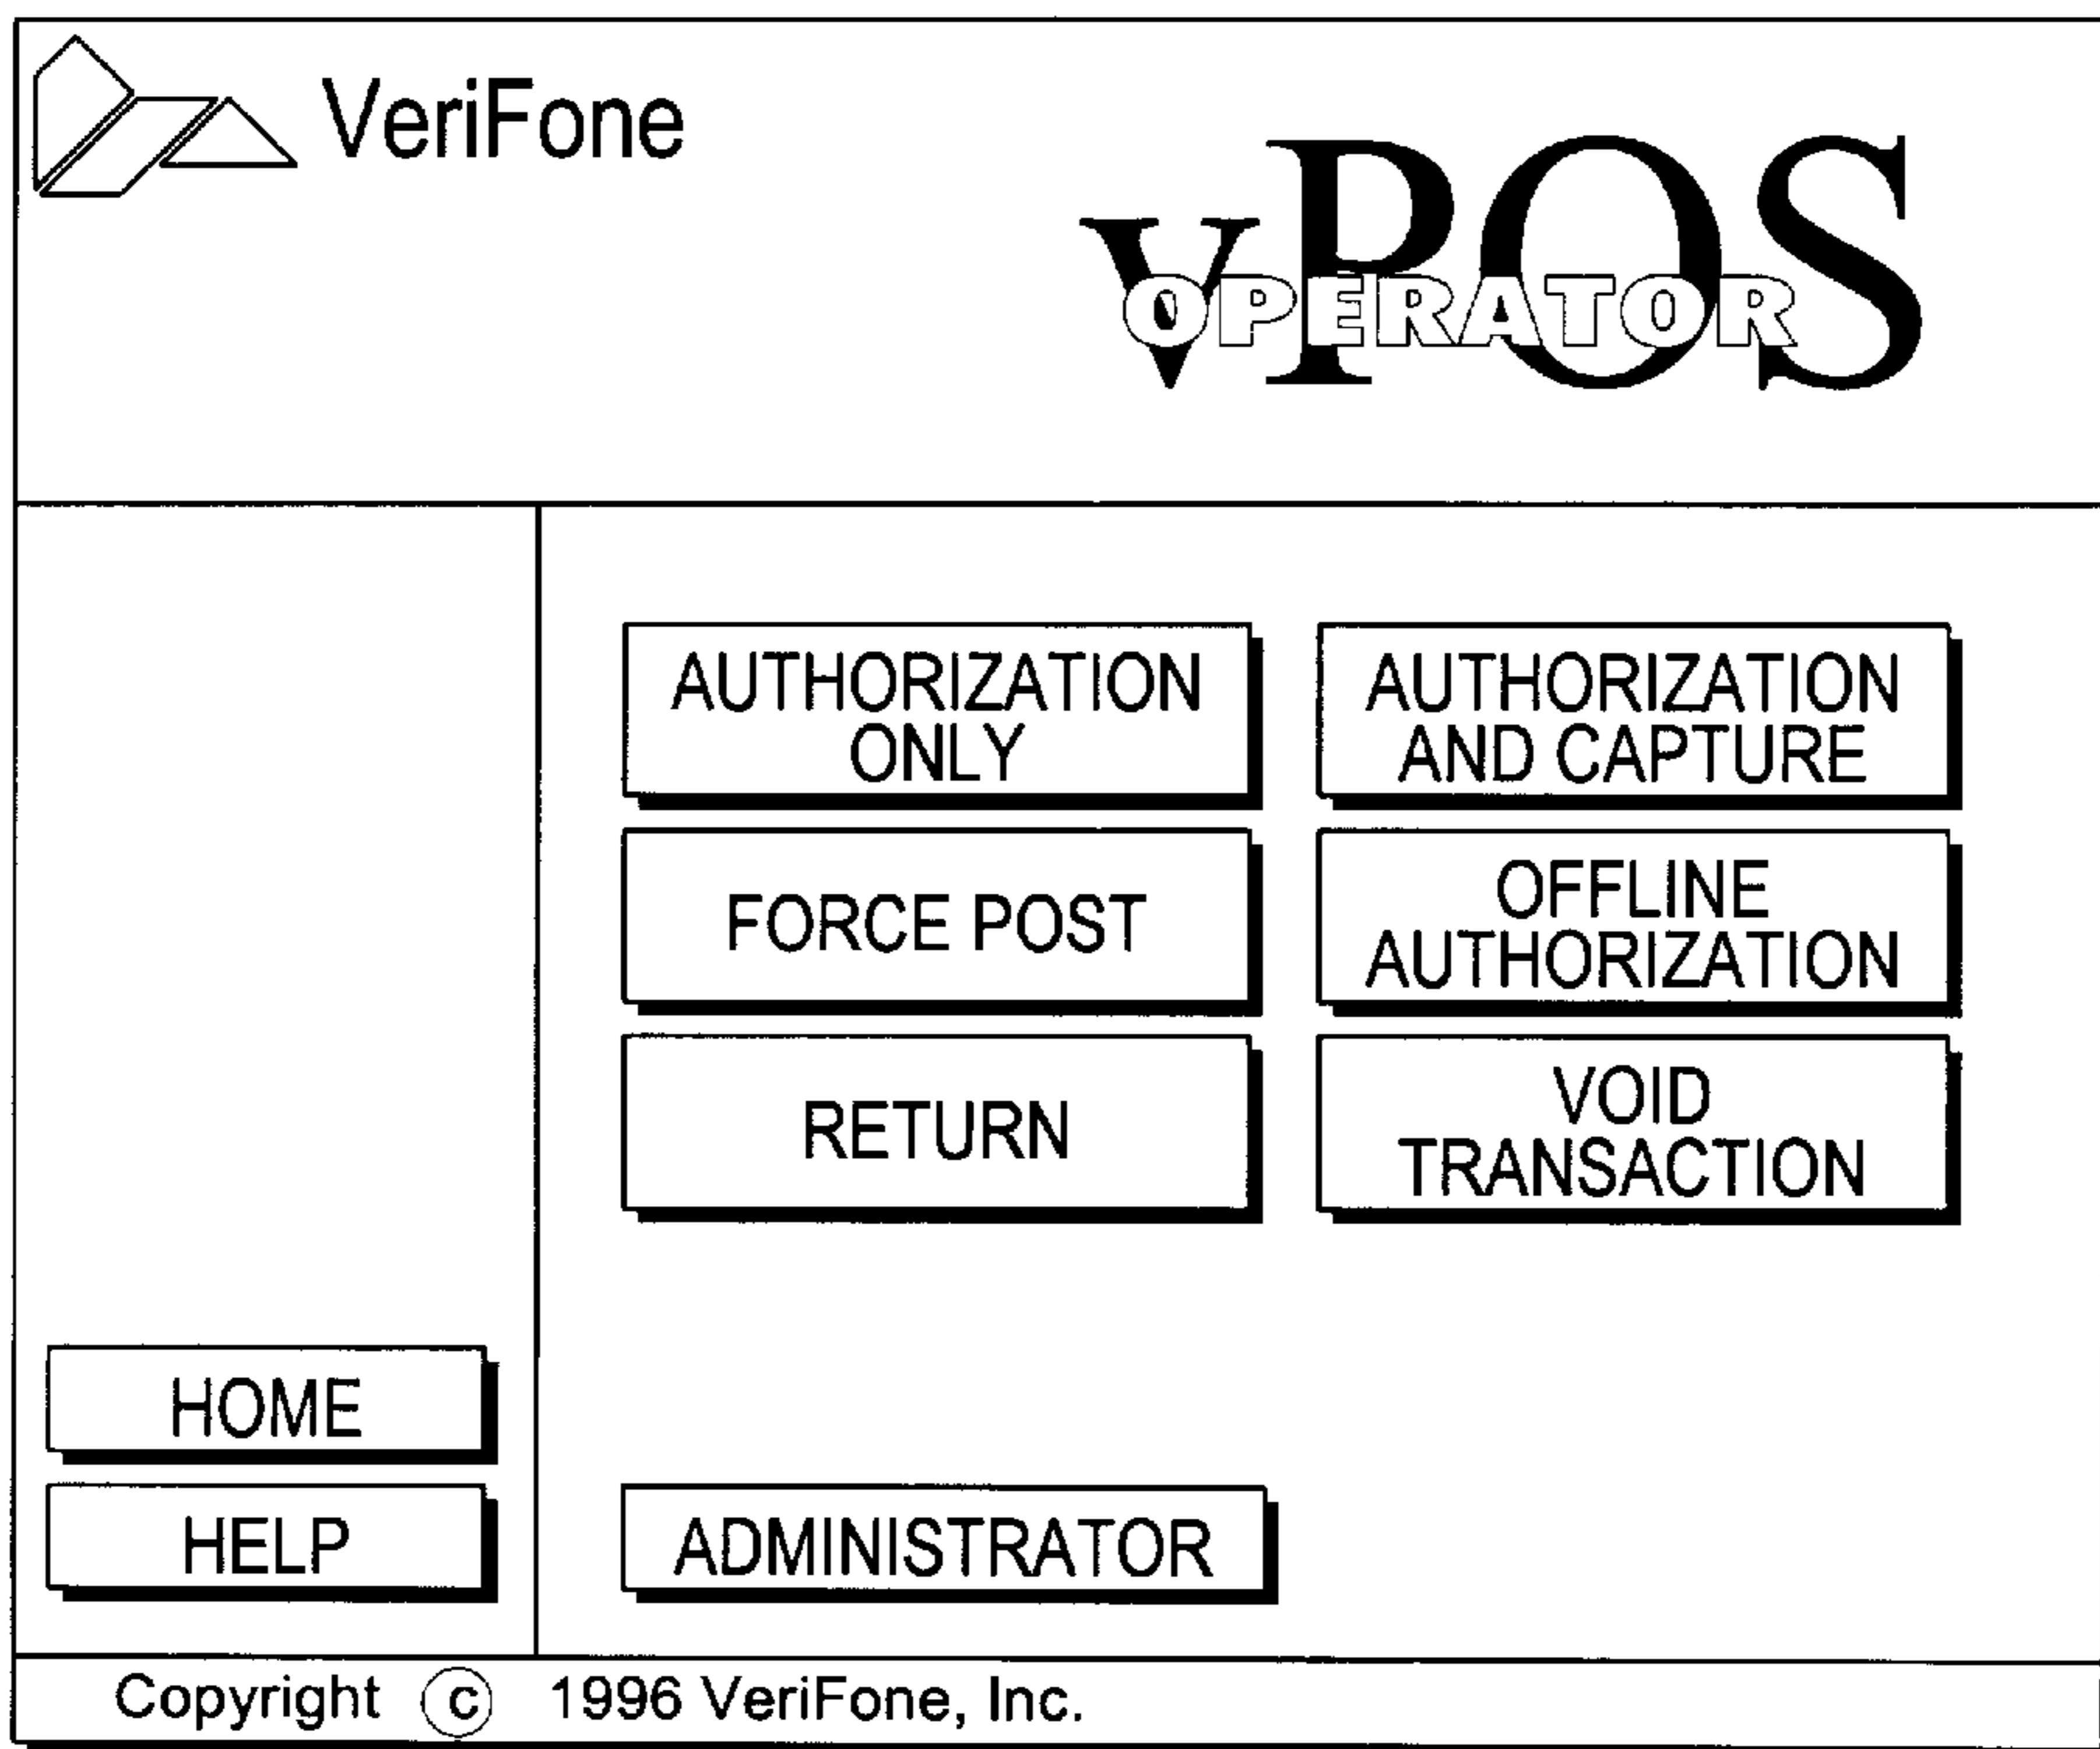 VeriFone
vPOS
OPERATOR
AUTHORIZATION
ONLY
AUTHORIZATION
AND CAPTURE
FORCE POST
OFFLINE
AUTHORIZATION
RETURN
VOID
TRANSACTION
HOME
HELP
ADMINISTRATOR
Copyright © 1996 VeriFone, Inc.